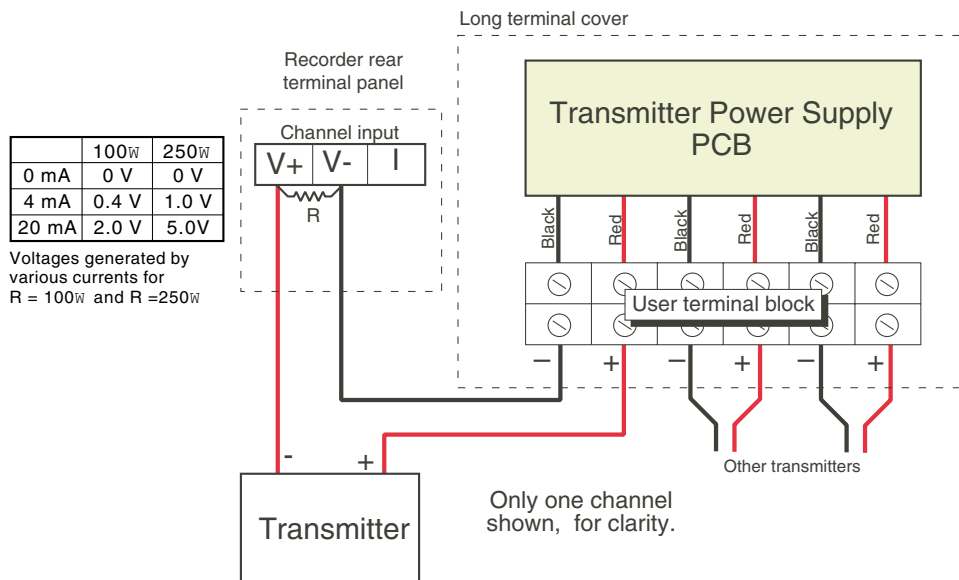 Long terminal cover
Recorder rear
terminal panel
Channel input
V+ V- I
R
Transmitter Power Supply
PCB
100W 250W
0 mA 0 V 0 V
4 mA 0.4 V 1.0 V
20 mA 2.0 V 5.0V
Voltages generated by
various currents for
R = 100W and R =250W
Black Red Black Red Black Red
User terminal block
− + − + − +
- +
Transmitter
Other transmitters
Only one channel
shown, for clarity.